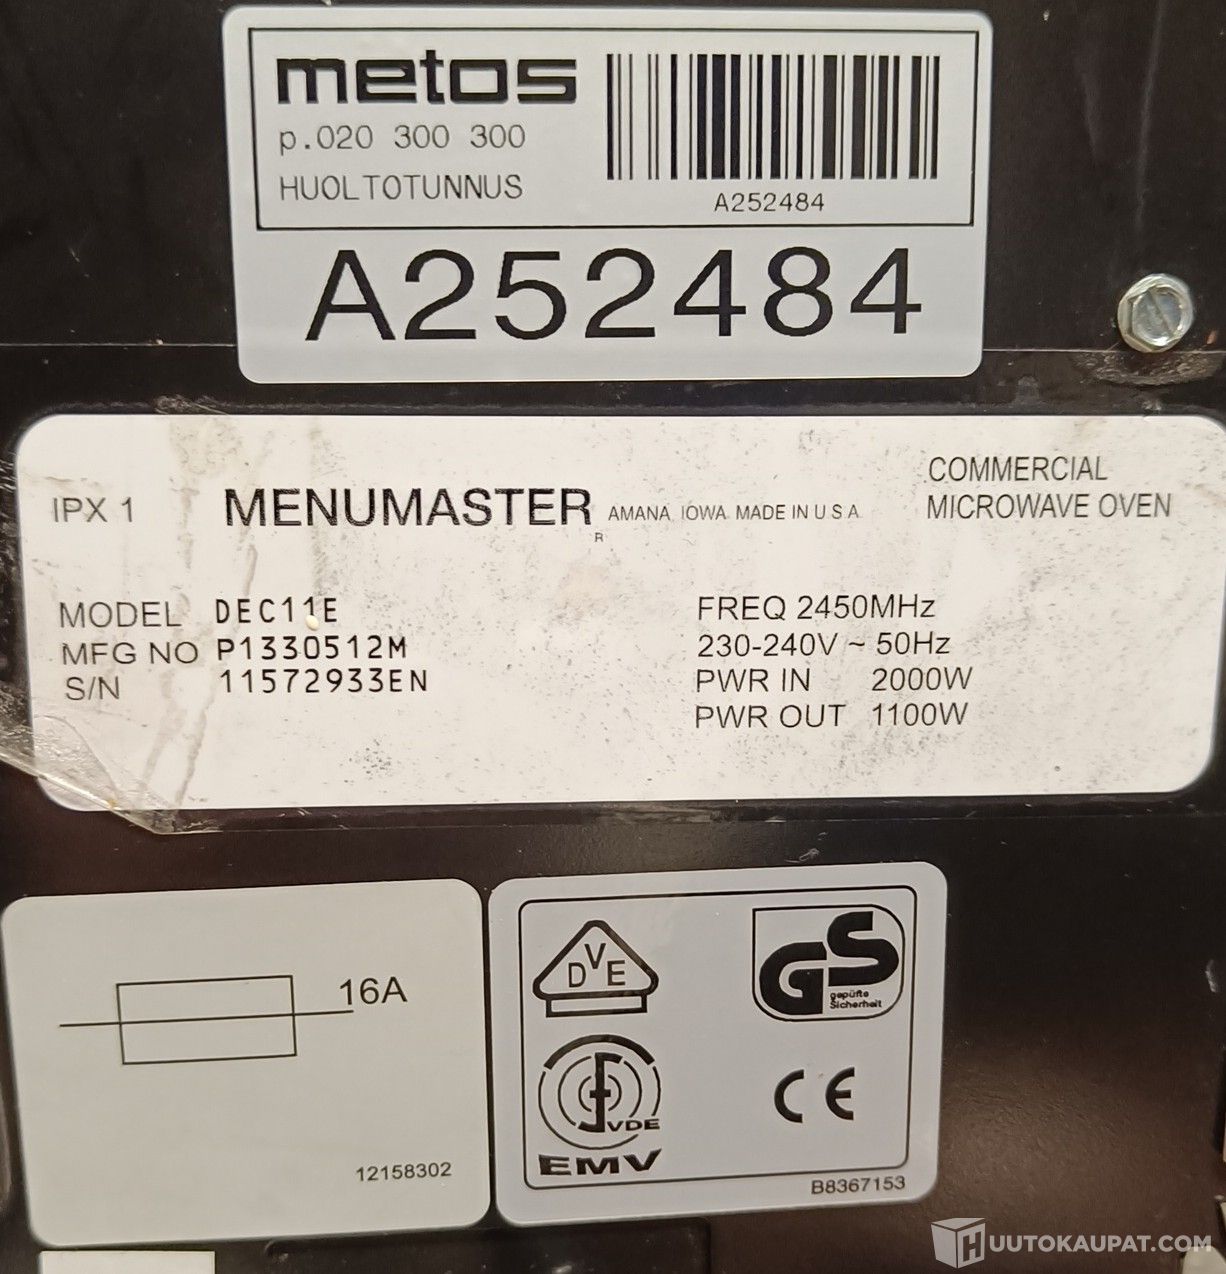 metos
p.020 300 300
HUOLTOTUNNUS
A252484
A252484
IPX 1
MENUMASTER
R
AMANA, IOWA. MADE IN U S A
COMMERCIAL
MICROWAVE OVEN
MODEL DEC11E
MFG NO P1330512M
S/N 11572933EN
FREQ 2450MHz
230-240V ~ 50Hz
PWR IN 2000W
PWR OUT 1100W
16A
12158302
DVE
GS
geprüfte
Sicherheit
VDE
EMV
CE
B8367153
HUUTOKAUPAT.COM